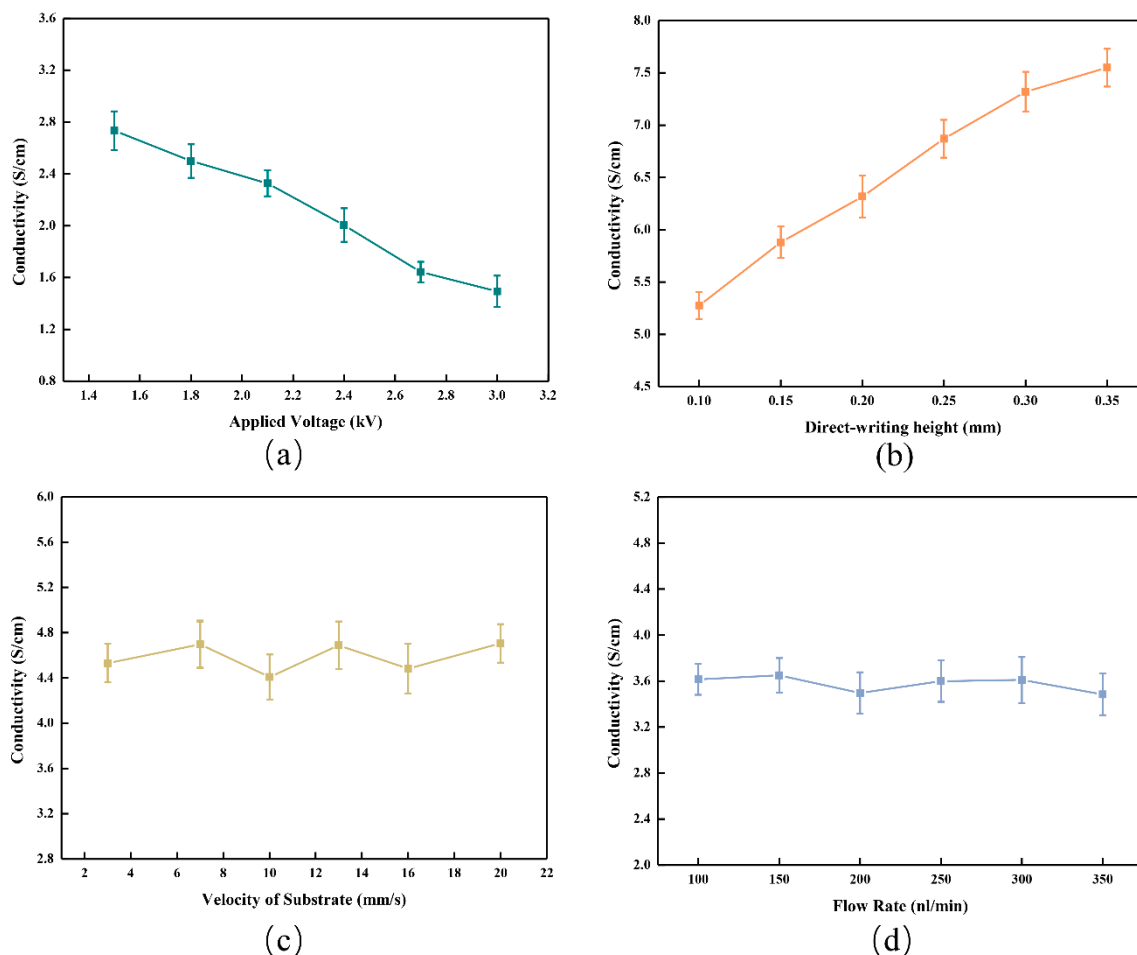 3.6
3.2
2.8
2.4
2.0
1.6
1.2
0.8
Conductivity (S/cm)
1.4 1.6 1.8 2.0 2.2 2.4 2.6 2.8 3.0 3.2
Applied Voltage (kV)
(a)
8.0
7.5
7.0
6.5
6.0
5.5
5.0
4.5
Conductivity (S/cm)
0.10 0.15 0.20 0.25 0.30 0.35
Direct-writing height (mm)
(b)
6.0
5.6
5.2
4.8
4.4
4.0
3.6
3.2
2.8
Conductivity (S/cm)
2 4 6 8 10 12 14 16 18 20 22
Velocity of Substrate (mm/s)
(c)
5.2
4.8
4.4
4.0
3.6
3.2
2.8
2.4
2.0
Conductivity (S/cm)
100 150 200 250 300 350
Flow Rate (nl/min)
(d)